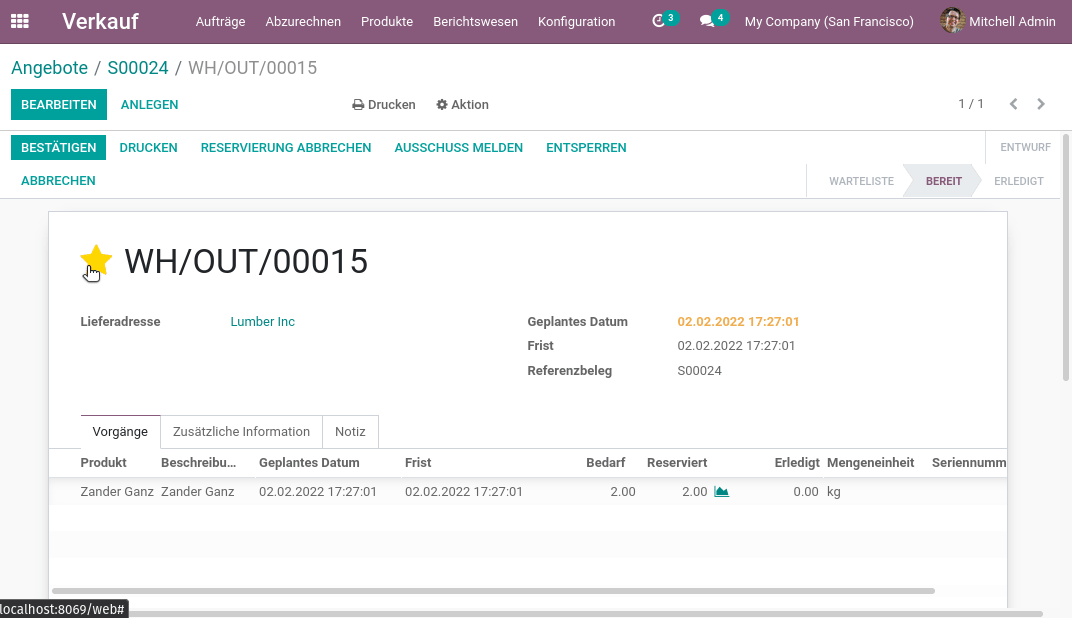 Verkauf Aufträge Abzurechnen Produkte Berichtswesen Konfiguration 3 4 My Company (San Francisco) Mitchell Admin
Angebote / S00024 / WH/OUT/00015
BEARBEITEN ANLEGEN Drucken Aktion 1 / 1
BESTÄTIGEN DRUCKEN RESERVIERUNG ABBRECHEN AUSSCHUSS MELDEN ENTSPERREN ENTWURF
ABBRECHEN WARTELISTE BEREIT ERLEDIGT
WH/OUT/00015
Lieferadresse Lumber Inc Geplantes Datum 02.02.2022 17:27:01
Frist 02.02.2022 17:27:01
Referenzbeleg S00024
Vorgänge Zusätzliche Information Notiz
Produkt Beschreibu... Geplantes Datum Frist Bedarf Reserviert Erledigt Mengeneinheit Seriennumm
Zander Ganz Zander Ganz 02.02.2022 17:27:01 02.02.2022 17:27:01 2.00 2.00 0.00 kg
localhost:8069/web#